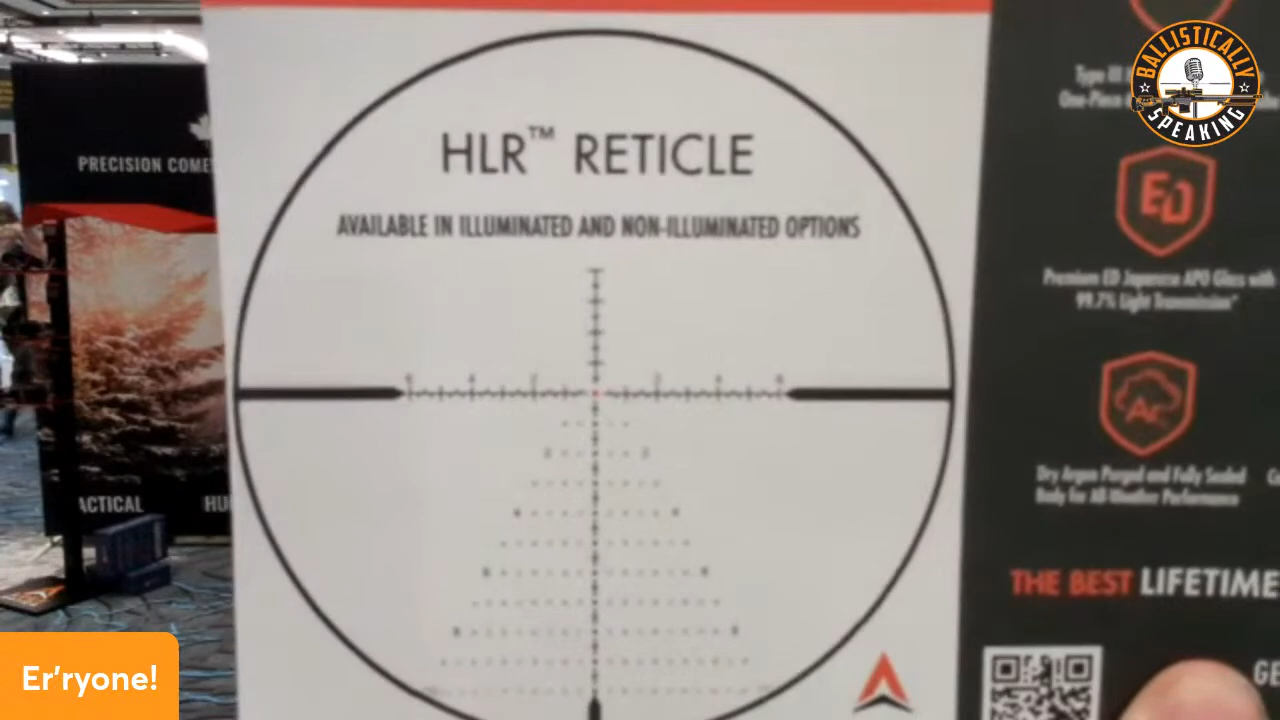 BALLISTICALLY
SPEAKING
PRECISION
HLR™ RETICLE
AVAILABLE IN ILLUMINATED AND NON-ILLUMINATED OPTIONS
ED
Premium ED Japanese APO Glass with
99.7% Light Transmission*
Ar
Dry Argon Purged and Fully Sealed
Body for All-Weather Performance
THE BEST LIFETIME
Er'ryone!